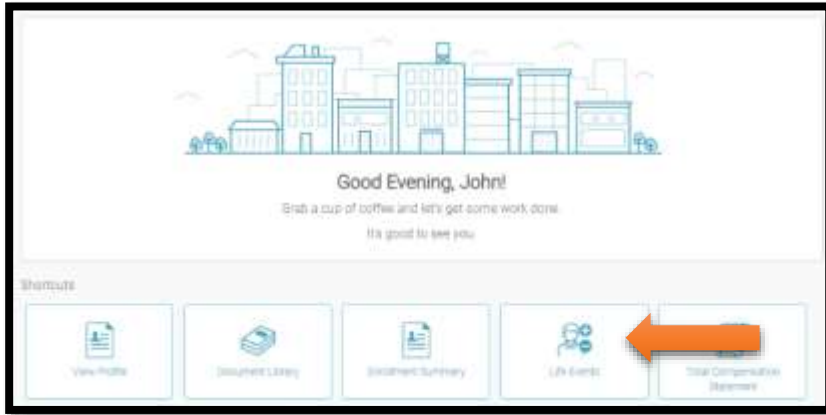 Good Evening, John!
Grab a cup of coffee and let's get some work done.
It's good to see you
Shortcuts
View Profile
Document Library
Enrollment Summary
Life Events
Total Compensation
Statement